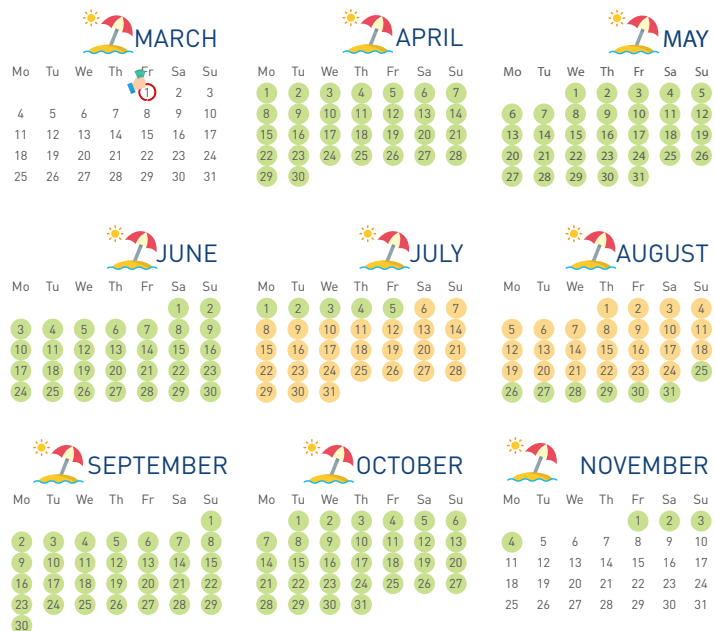 MARCH
Mo Tu We Th Fr Sa Su
1 2 3
4 5 6 7 8 9 10
11 12 13 14 15 16 17
18 19 20 21 22 23 24
25 26 27 28 29 30 31
APRIL
Mo Tu We Th Fr Sa Su
1 2 3 4 5 6 7
8 9 10 11 12 13 14
15 16 17 18 19 20 21
22 23 24 25 26 27 28
29 30
MAY
Mo Tu We Th Fr Sa Su
1 2 3 4 5
6 7 8 9 10 11 12
13 14 15 16 17 18 19
20 21 22 23 24 25 26
27 28 29 30 31
JUNE
Mo Tu We Th Fr Sa Su
1 2
3 4 5 6 7 8 9
10 11 12 13 14 15 16
17 18 19 20 21 22 23
24 25 26 27 28 29 30
JULY
Mo Tu We Th Fr Sa Su
1 2 3 4 5 6 7
8 9 10 11 12 13 14
15 16 17 18 19 20 21
22 23 24 25 26 27 28
29 30 31
AUGUST
Mo Tu We Th Fr Sa Su
1 2 3 4
5 6 7 8 9 10 11
12 13 14 15 16 17 18
19 20 21 22 23 24 25
26 27 28 29 30 31
SEPTEMBER
Mo Tu We Th Fr Sa Su
1
2 3 4 5 6 7 8
9 10 11 12 13 14 15
16 17 18 19 20 21 22
23 24 25 26 27 28 29
30
OCTOBER
Mo Tu We Th Fr Sa Su
1 2 3 4 5 6
7 8 9 10 11 12 13
14 15 16 17 18 19 20
21 22 23 24 25 26 27
28 29 30 31
NOVEMBER
Mo Tu We Th Fr Sa Su
1 2 3
4 5 6 7 8 9 10
11 12 13 14 15 16 17
18 19 20 21 22 23 24
25 26 27 28 29 30 31